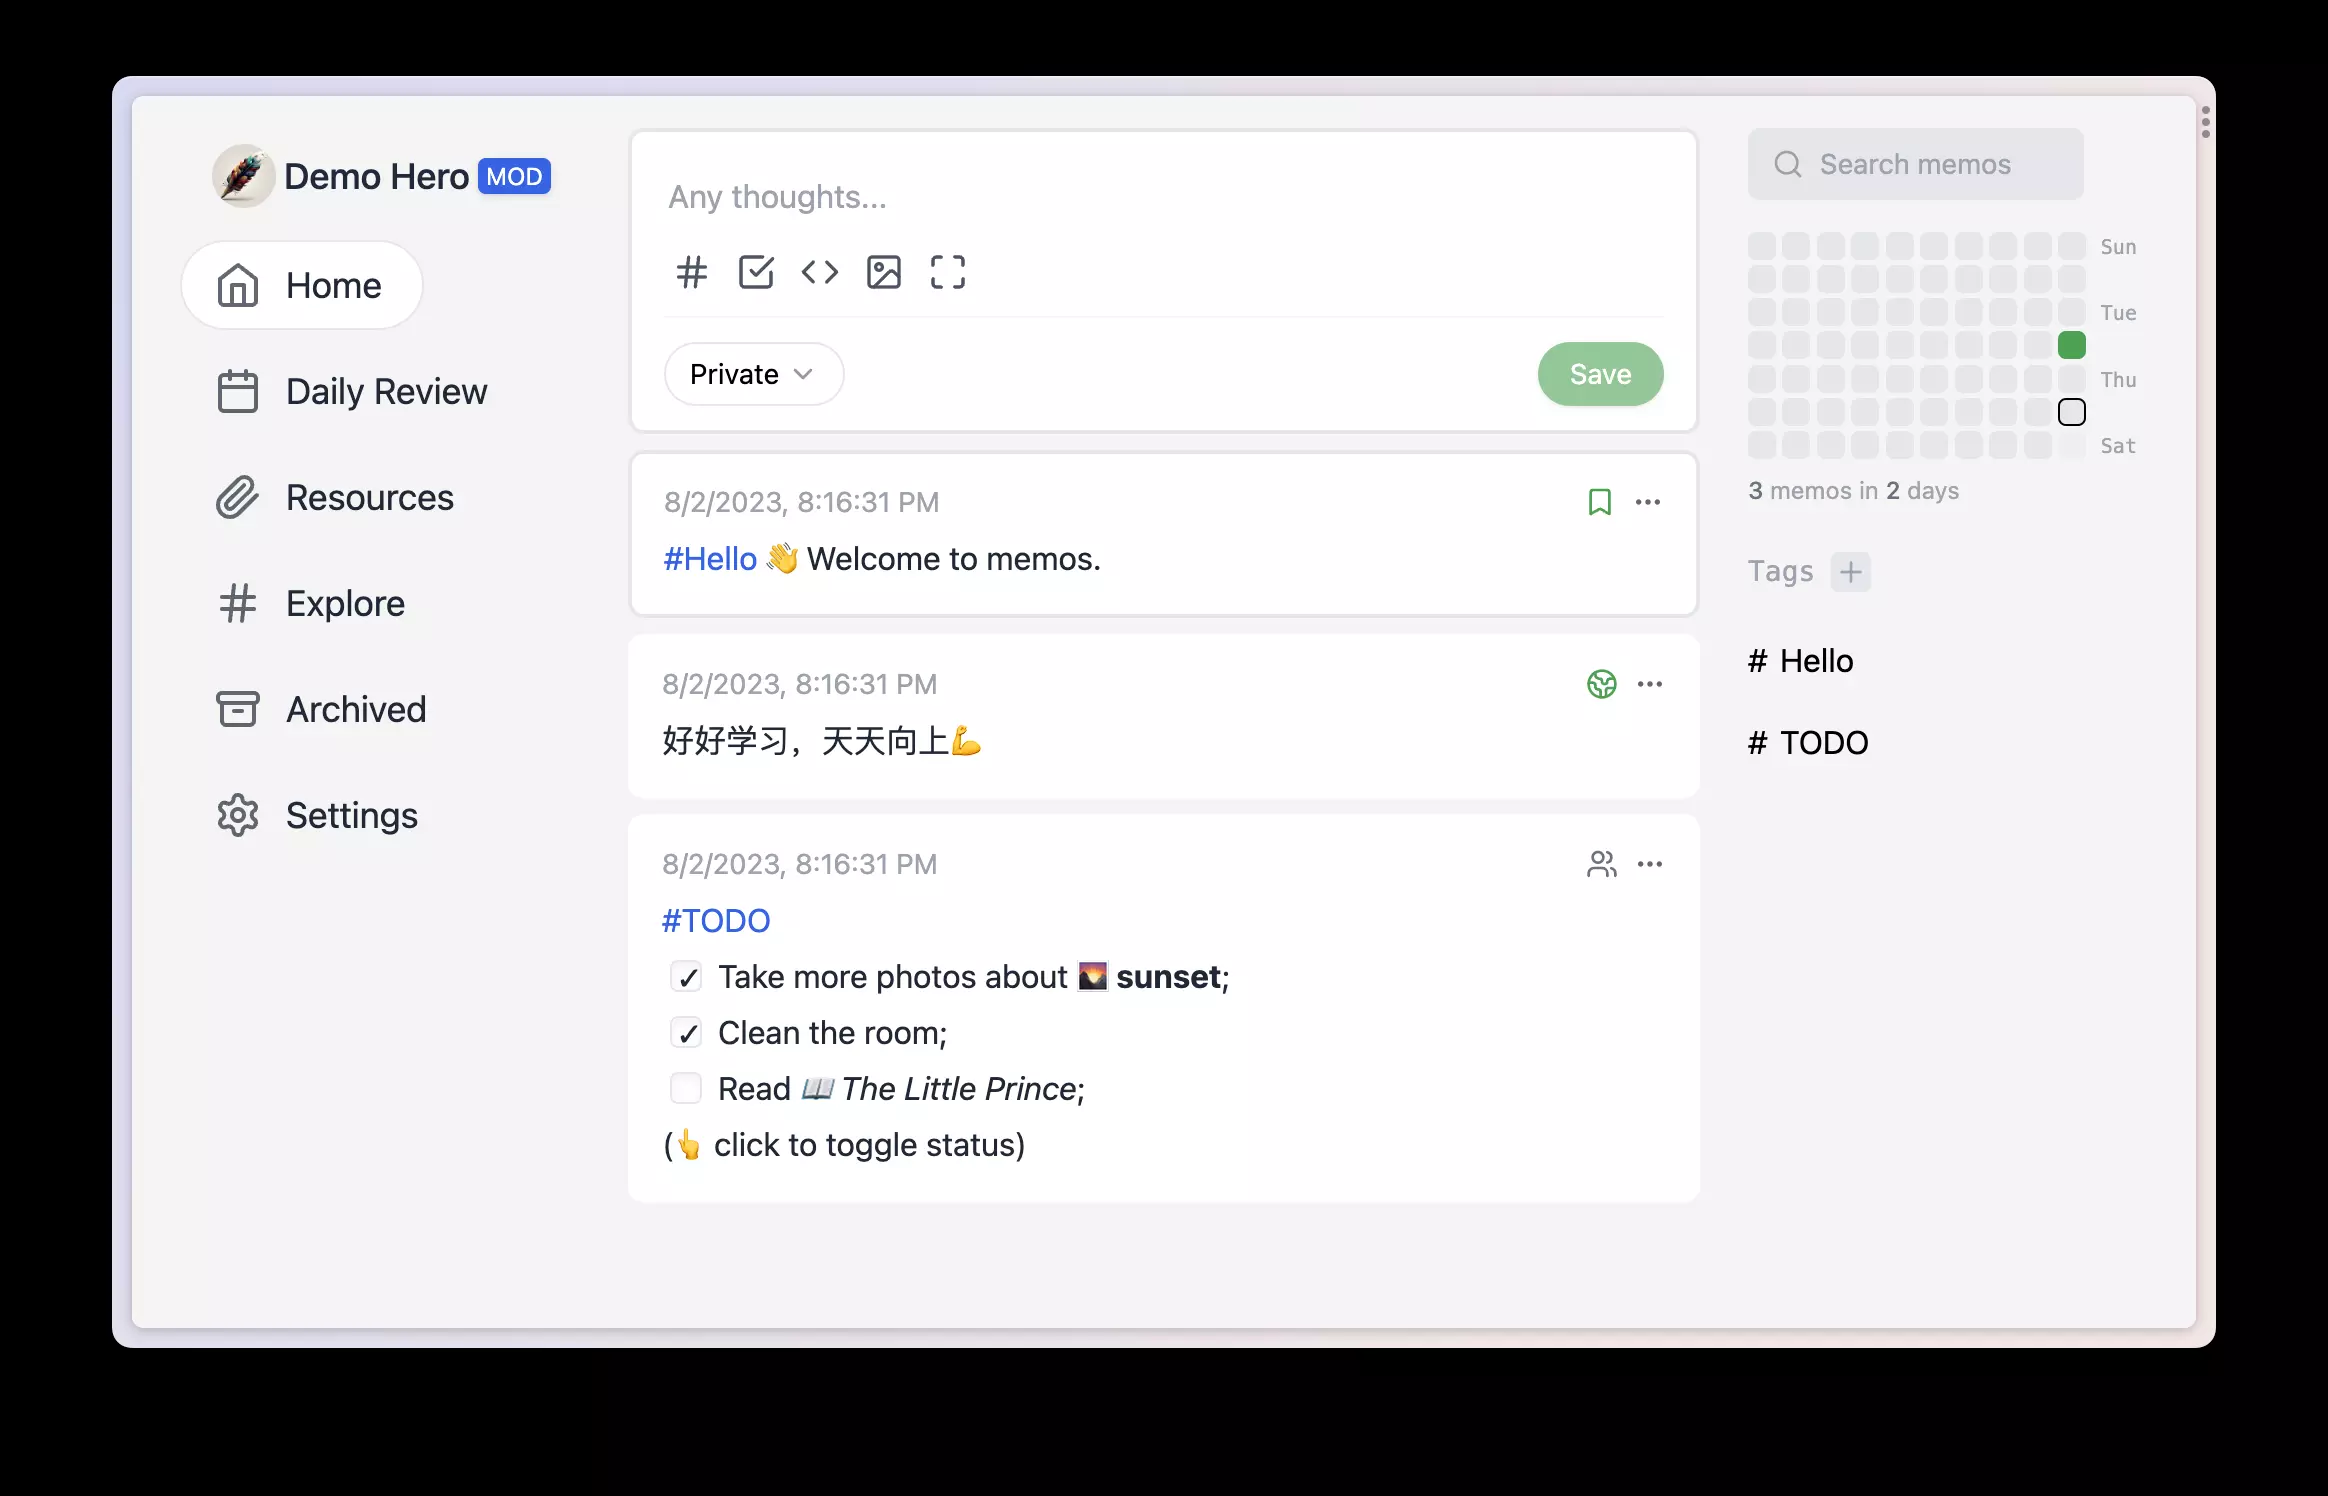 Demo Hero MOD
Home
Daily Review
Resources
Explore
Archived
Settings
Any thoughts...
Private
Save
8/2/2023, 8:16:31 PM
#Hello 👋 Welcome to memos.
8/2/2023, 8:16:31 PM
好好学习，天天向上💪
8/2/2023, 8:16:31 PM
#TODO
Take more photos about 🌄 sunset;
Clean the room;
Read 📖 The Little Prince;
(👆 click to toggle status)
Search memos
Sun
Tue
Thu
Sat
3 memos in 2 days
Tags
# Hello
# TODO